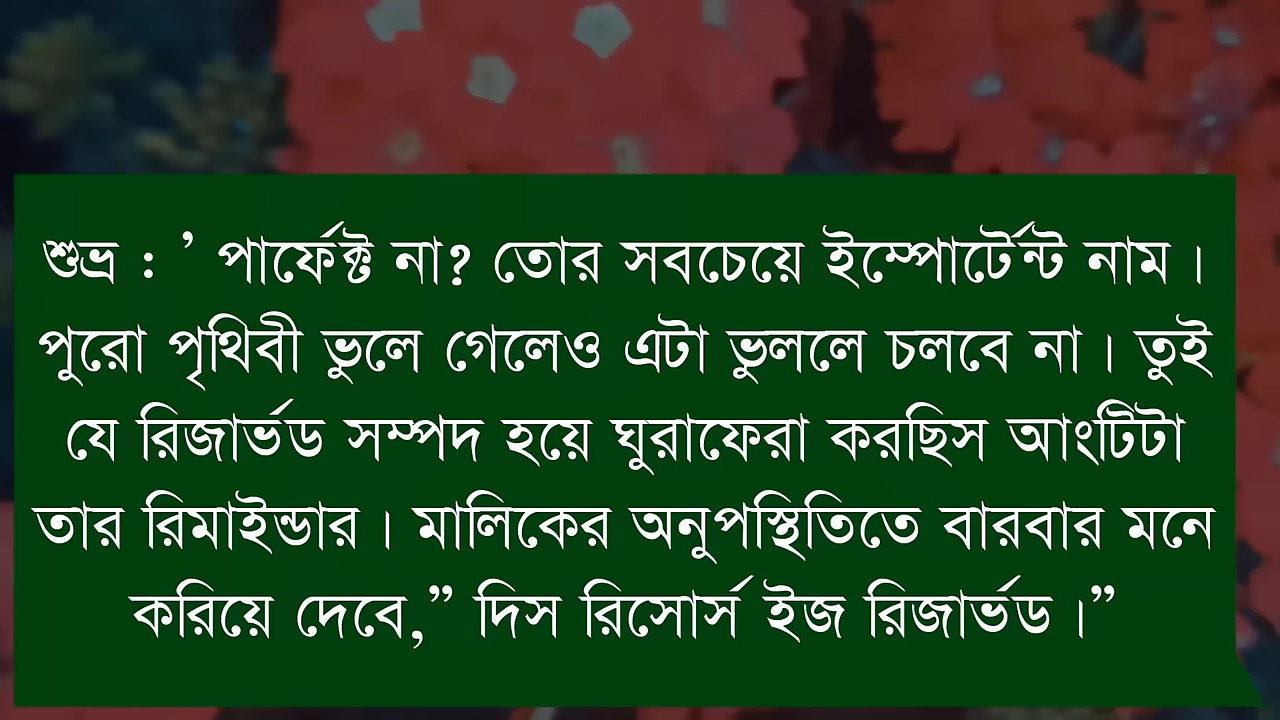 শুভ্র : ’ পার্ফেক্ট না? তোর সবচেয়ে ইম্পোর্টেন্ট নাম।
পুরো পৃথিবী ভুলে গেলেও এটা ভুললে চলবে না। তুই
যে রিজার্ভড সম্পদ হয়ে ঘুরাফেরা করছিস আংটিটা
তার রিমাইন্ডার। মালিকের অনুপস্থিতিতে বারবার মনে
করিয়ে দেবে,” দিস রিসোর্স ইজ রিজার্ভড।”